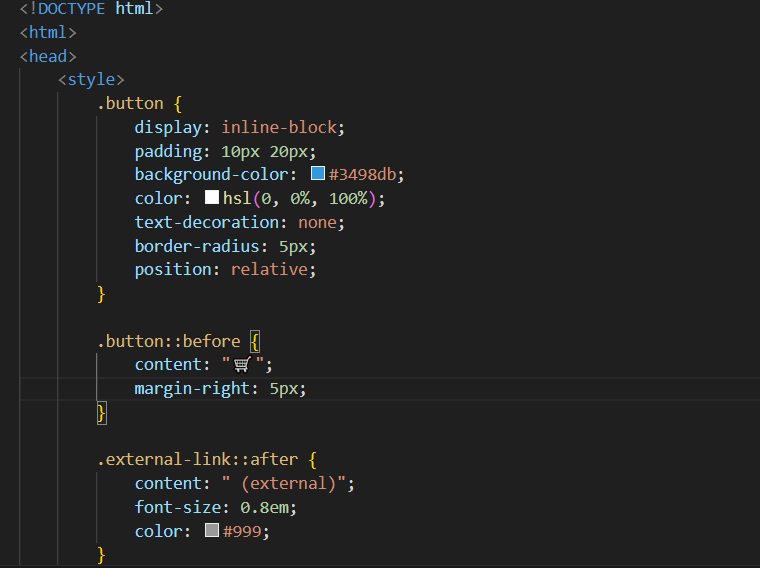 <!DOCTYPE html>
<html>
<head>
    <style>
        .button {
            display: inline-block;
            padding: 10px 20px;
            background-color: #3498db;
            color: hsl(0, 0%, 100%);
            text-decoration: none;
            border-radius: 5px;
            position: relative;
        }

        .button::before {
            content: "🛒";
            margin-right: 5px;
        }

        .external-link::after {
            content: " (external)";
            font-size: 0.8em;
            color: #999;
        }